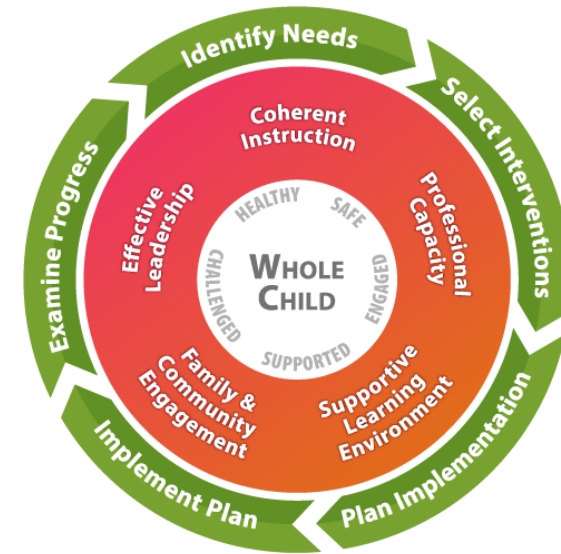 Identify Needs
Select Interventions
Plan Implementation
Implement Plan
Examine Progress
Coherent
Instruction
Professional
Capacity
Supportive
Learning
Environment
Family &
Community
Engagement
Effective
Leadership
HEALTHY
SAFE
ENGAGED
SUPPORTED
CHALLENGED
WHOLE
CHILD